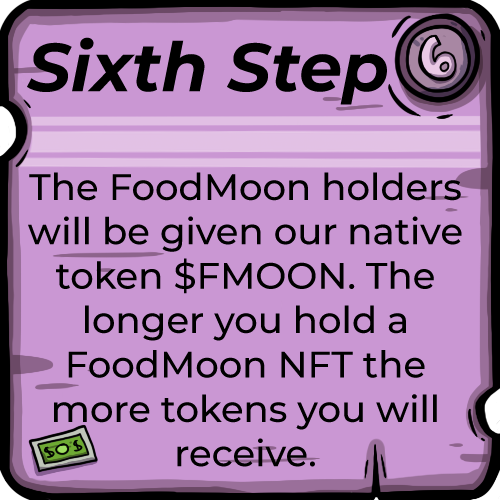 Sixth Step
6
The FoodMoon holders
will be given our native
token $FMOON. The
longer you hold a
FoodMoon NFT the
more tokens you will
receive.
$O$